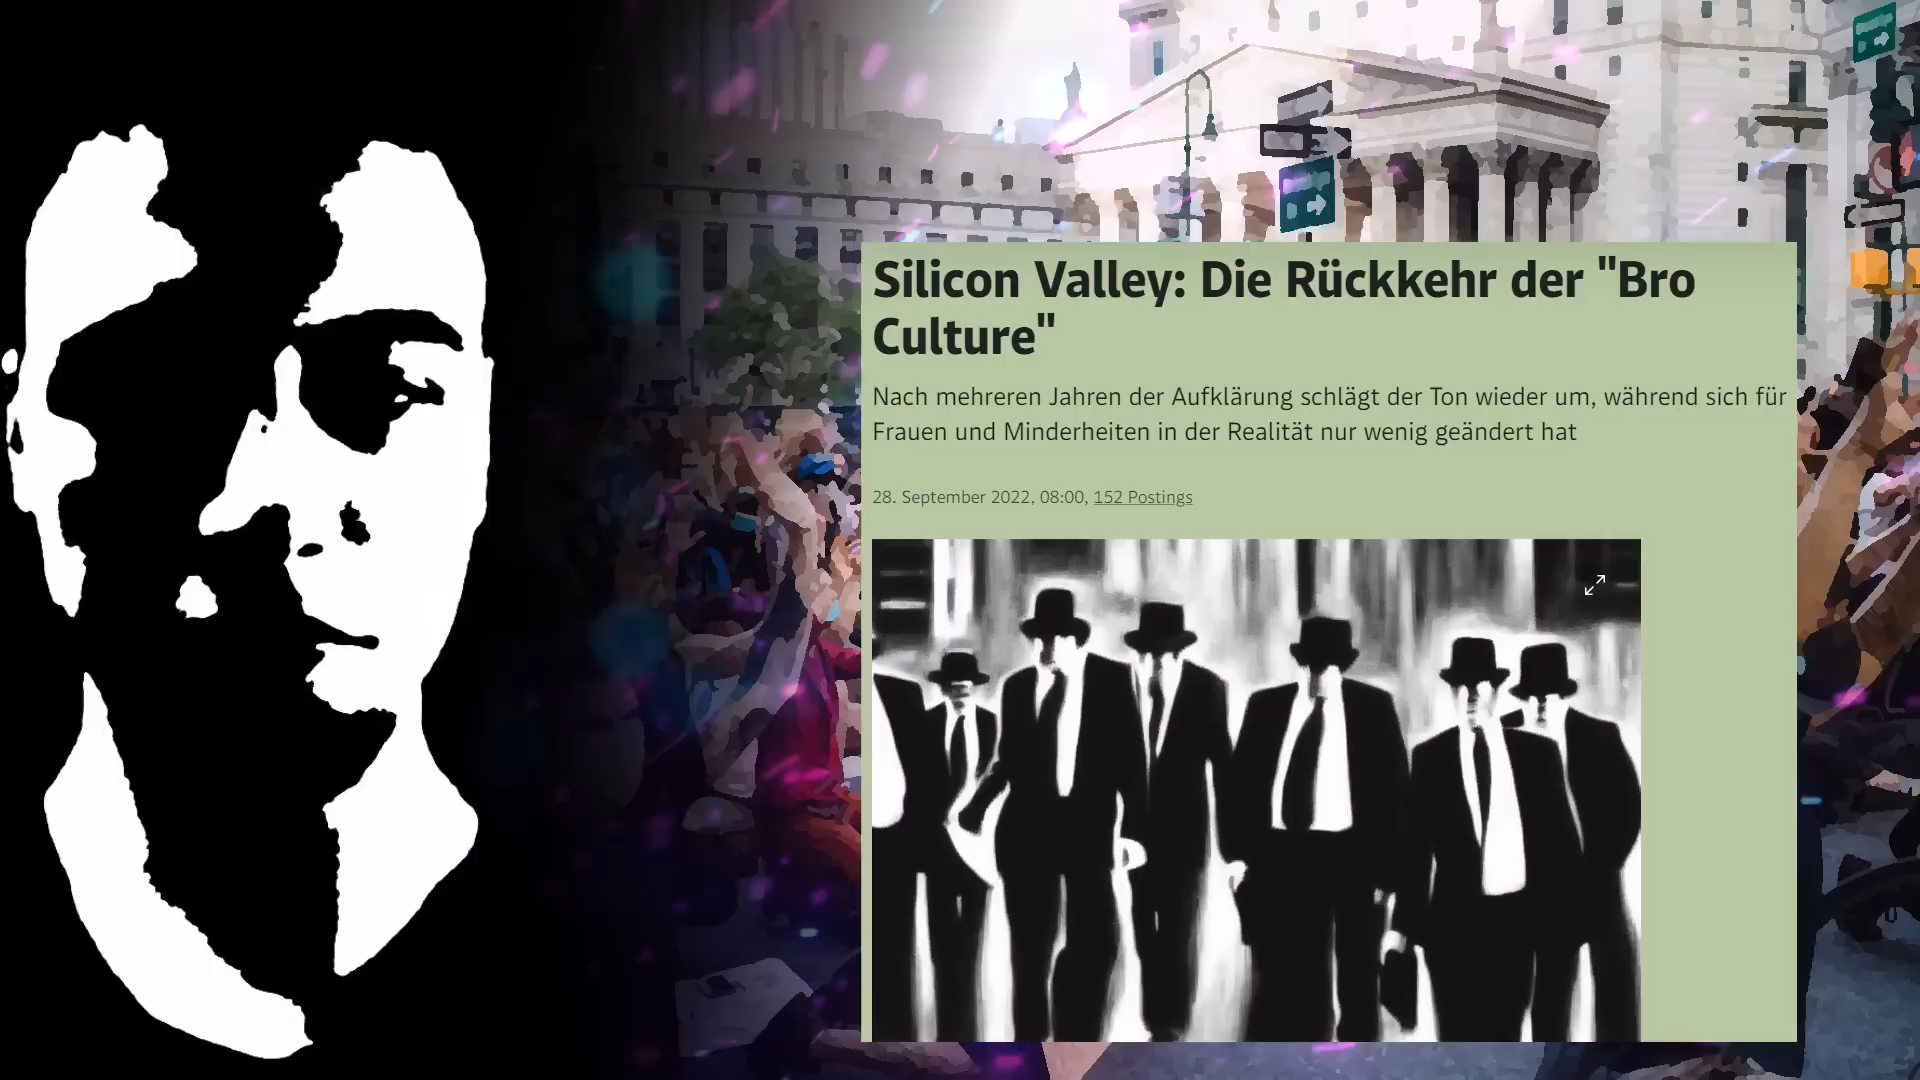 Silicon Valley: Die Rückkehr der "Bro
Culture"
Nach mehreren Jahren der Aufklärung schlägt der Ton wieder um, während sich für
Frauen und Minderheiten in der Realität nur wenig geändert hat
28. September 2022, 08:00, 152 Postings